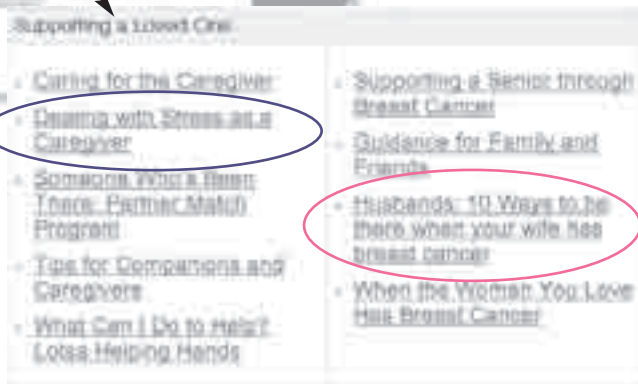 Supporting a Loved One
Caring for the Caregiver
Dealing with Stress as a
Caregiver
Someone Who's Been
There: Partner Match
Program
Tips for Companions and
Caregivers
What Can I Do to Help?
Lotsa Helping Hands
Supporting a Senior through
Breast Cancer
Guidance for Family and
Friends
Husbands: 10 Ways to be
there when your wife has
breast cancer
When the Woman You Love
Has Breast Cancer